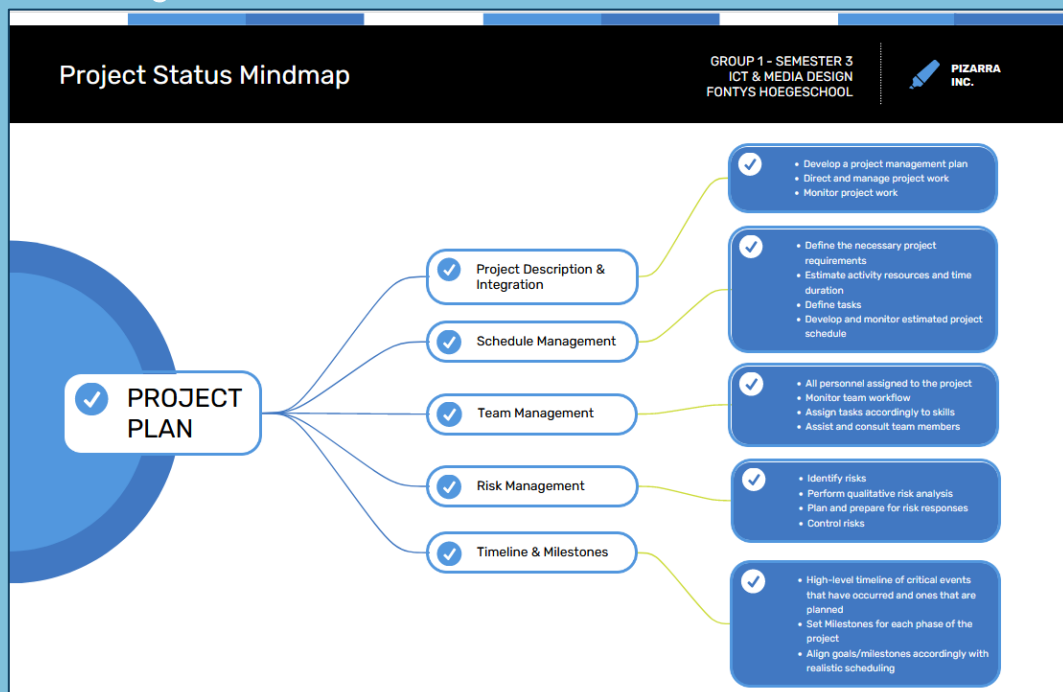 Project Status Mindmap
GROUP 1 - SEMESTER 3
ICT & MEDIA DESIGN
FONTYS HOEGESCHOOL
PIZARRA
INC.
PROJECT
PLAN
Project Description &
Integration
Schedule Management
Team Management
Risk Management
Timeline & Milestones
• Develop a project management plan
• Direct and manage project work
• Monitor project work
• Define the necessary project
requirements
• Estimate activity resources and time
duration
• Define tasks
• Develop and monitor estimated project
schedule
• All personnel assigned to the project
• Monitor team workflow
• Assign tasks accordingly to skills
• Assist and consult team members
• Identify risks
• Perform qualitative risk analysis
• Plan and prepare for risk responses
• Control risks
• High-level timeline of critical events
that have occurred and ones that are
planned
• Set Milestones for each phase of the
project
• Align goals/milestones accordingly with
realistic scheduling